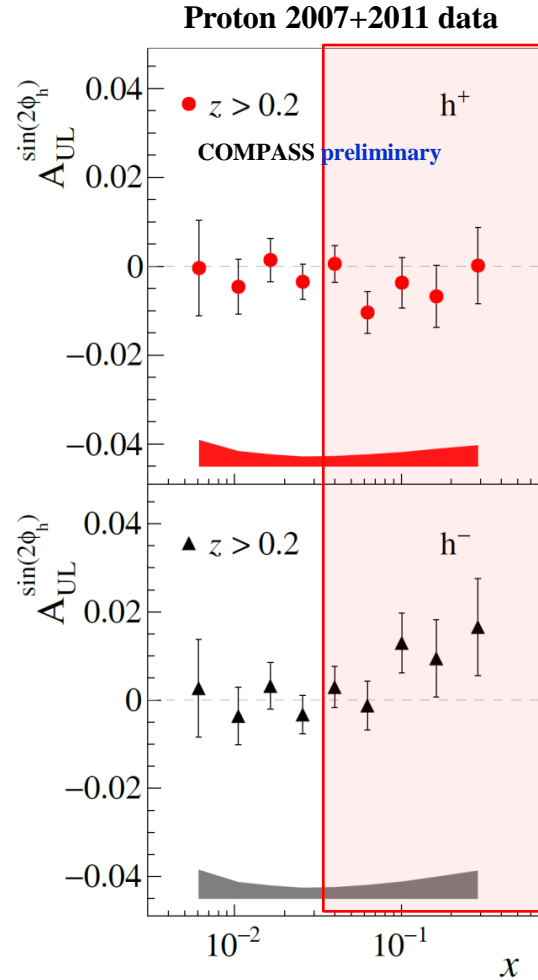 Proton 2007+2011 data
A_UL^sin(2ϕ_h)
0.04
0.02
0
−0.02
−0.04
z > 0.2
h⁺
COMPASS preliminary
A_UL^sin(2ϕ_h)
0.04
0.02
0
−0.02
−0.04
z > 0.2
h⁻
10⁻²
10⁻¹
x